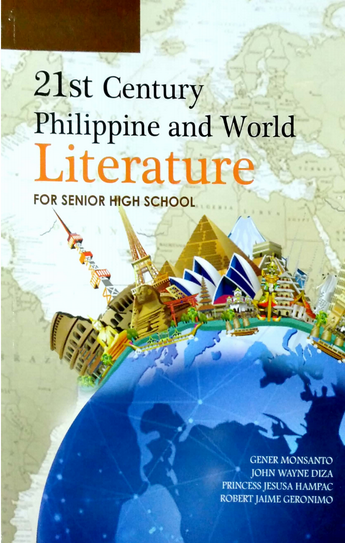 21st Century
Philippine and World
Literature
FOR SENIOR HIGH SCHOOL
GENER MONSANTO
JOHN WAYNE DIZA
PRINCESS JESUSA HAMPAC
ROBERT JAIME GERONIMO